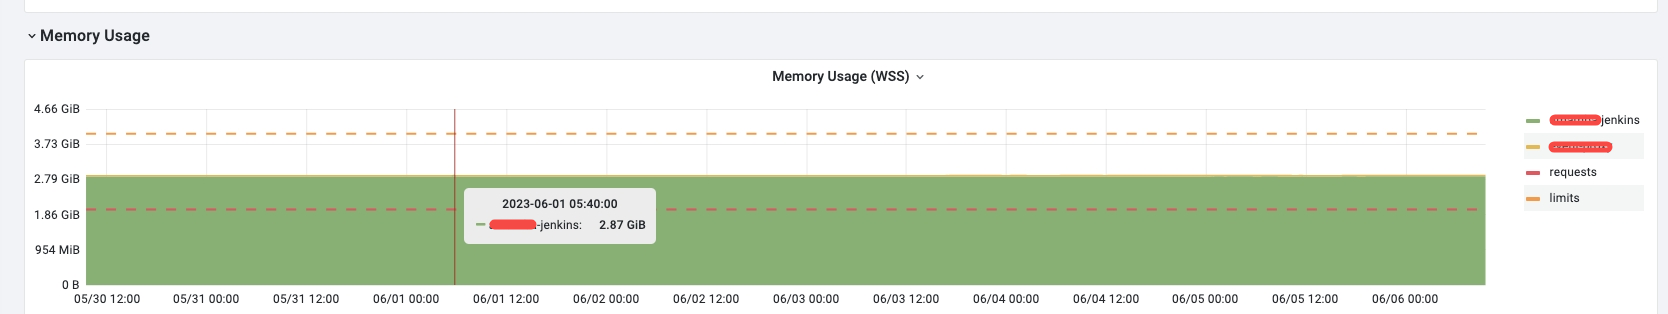 Memory Usage
Memory Usage (WSS)
4.66 GiB
3.73 GiB
2.79 GiB
1.86 GiB
954 MiB
0 B
2023-06-01 05:40:00
-jenkins: 2.87 GiB
05/30 12:00 05/31 00:00 05/31 12:00 06/01 00:00 06/01 12:00 06/02 00:00 06/02 12:00 06/03 00:00 06/03 12:00 06/04 00:00 06/04 12:00 06/05 00:00 06/05 12:00 06/06 00:00
jenkins
requests
limits